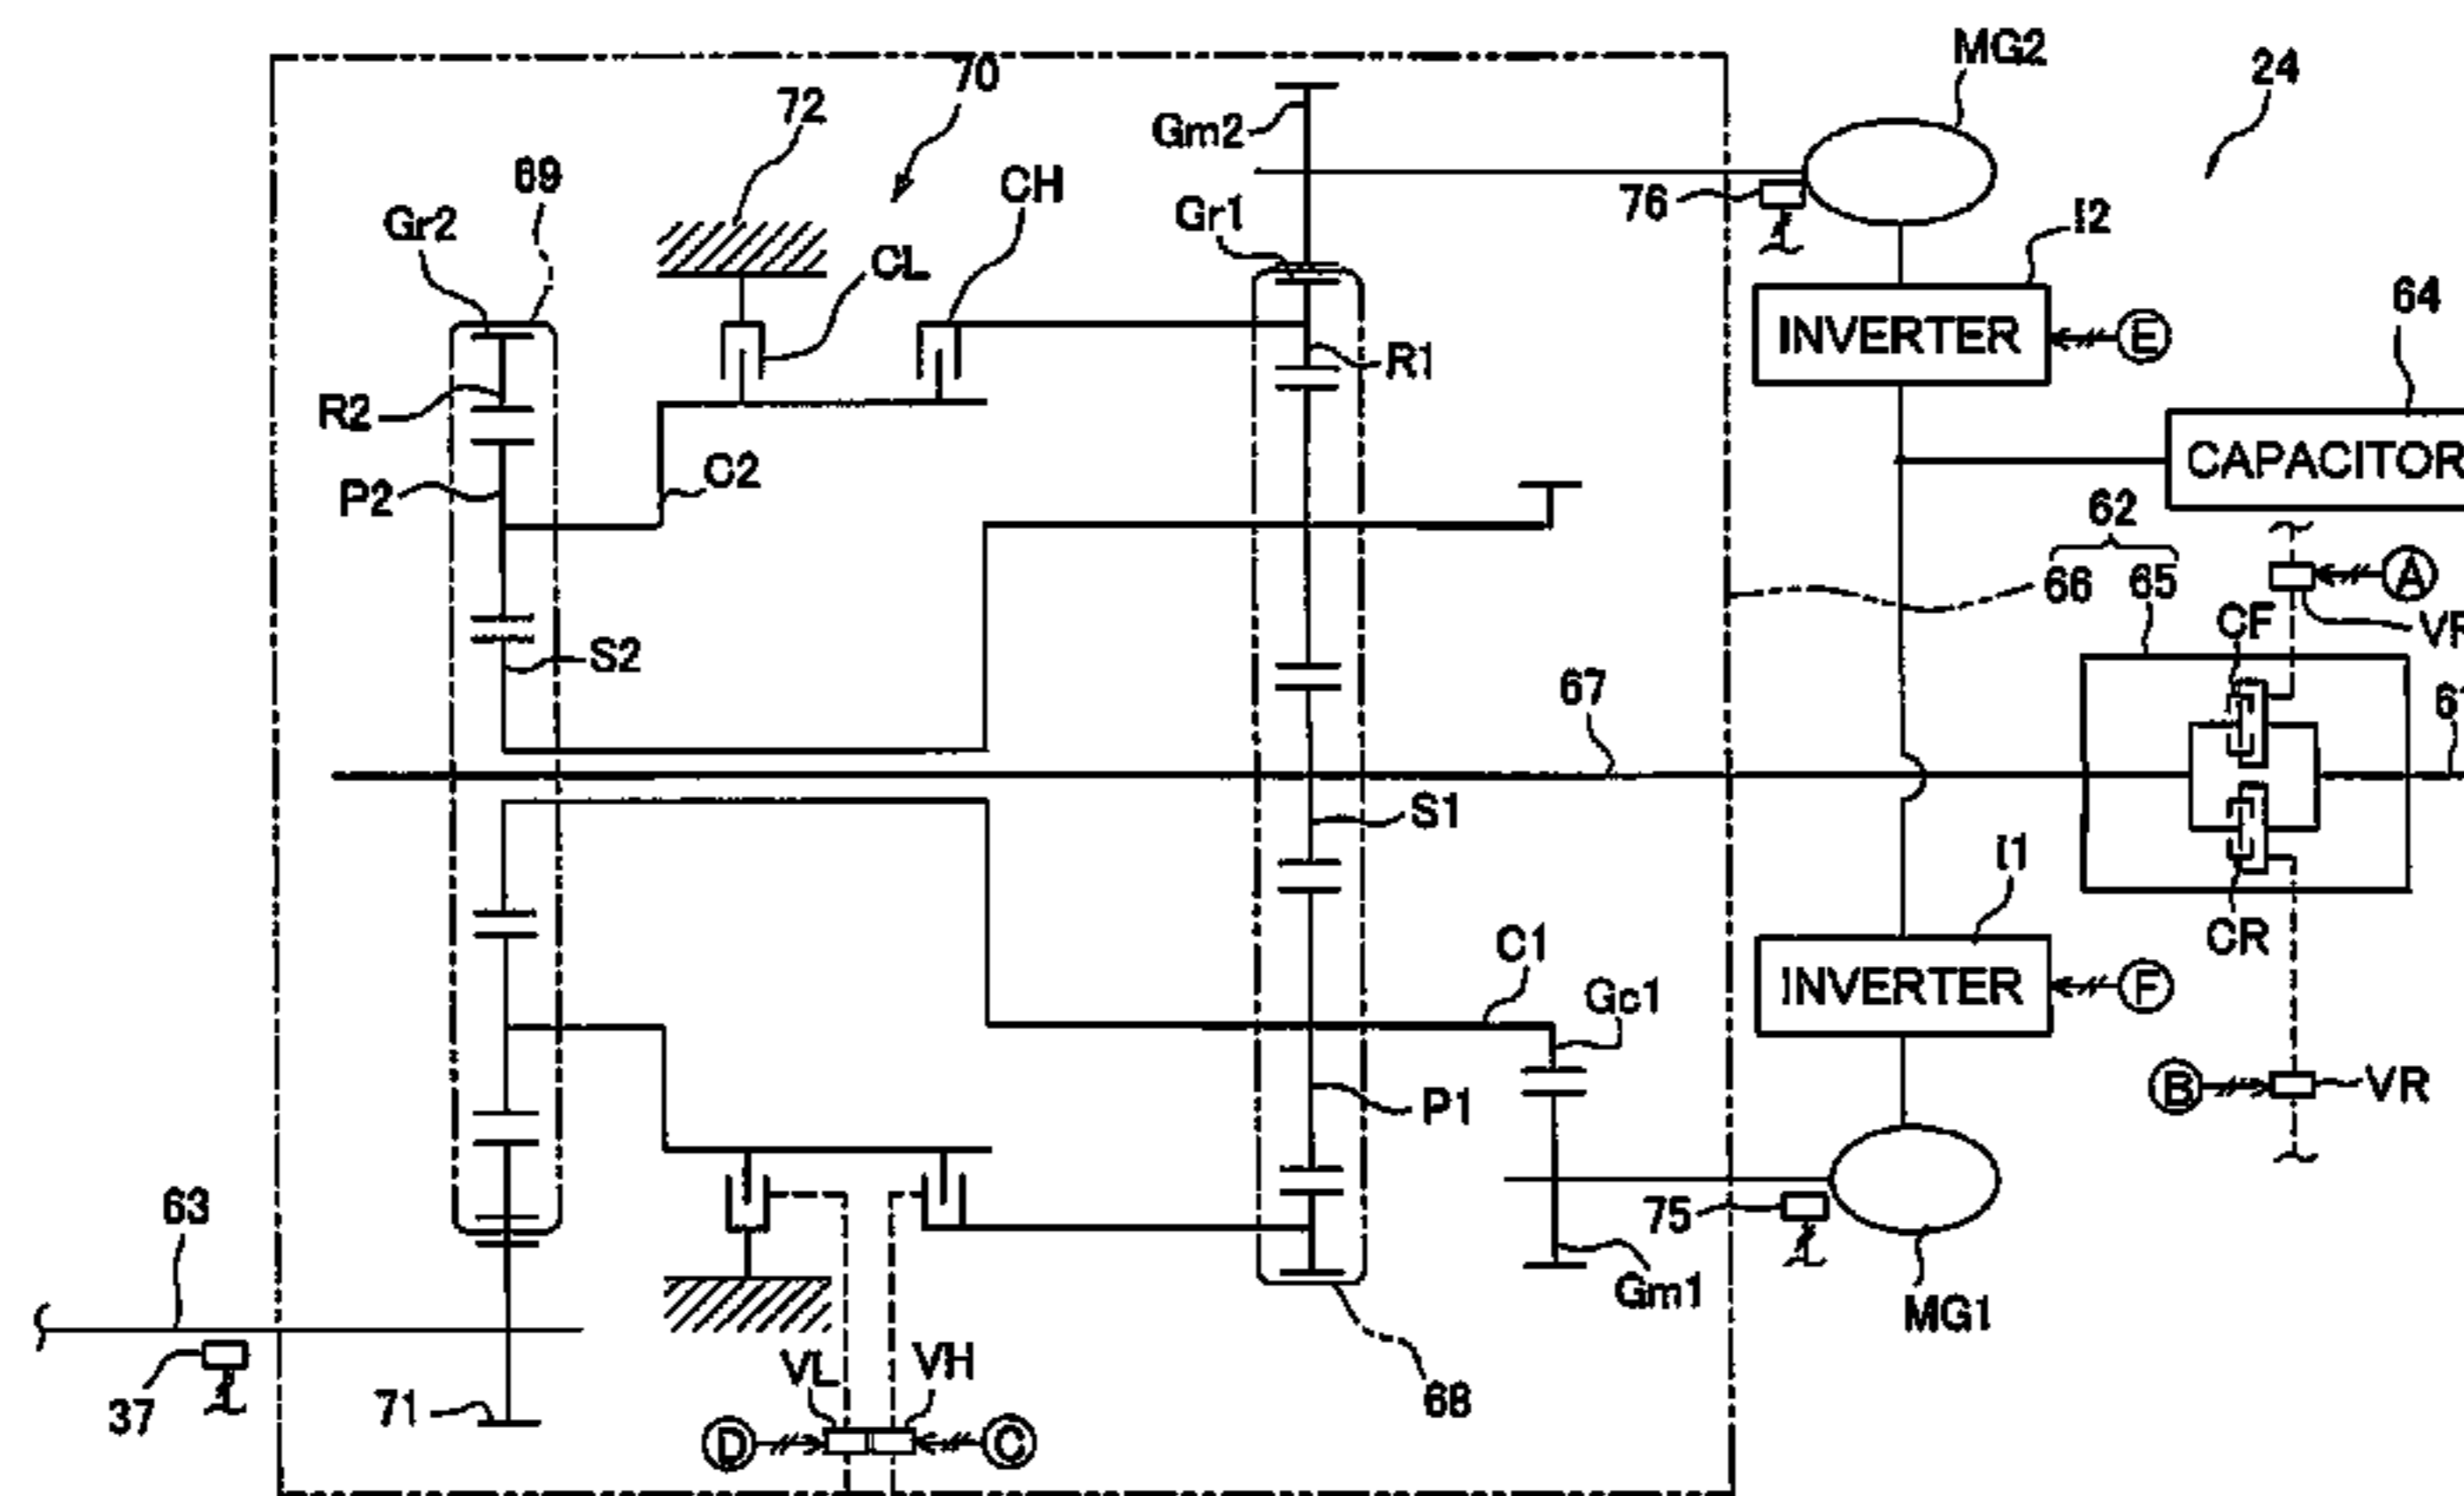 MG2
24
70
72
Gm2
69
CH
76
Gr2
Gr1
I2
CL
64
INVERTER
E
R1
R2
C2
CAPACITOR
P2
62
66
65
A
CF
S2
67
S1
I1
C1
CR
Gc1
INVERTER
F
B
VR
P1
63
75
Gm1
MG1
VL
VH
37
71
68
D
C